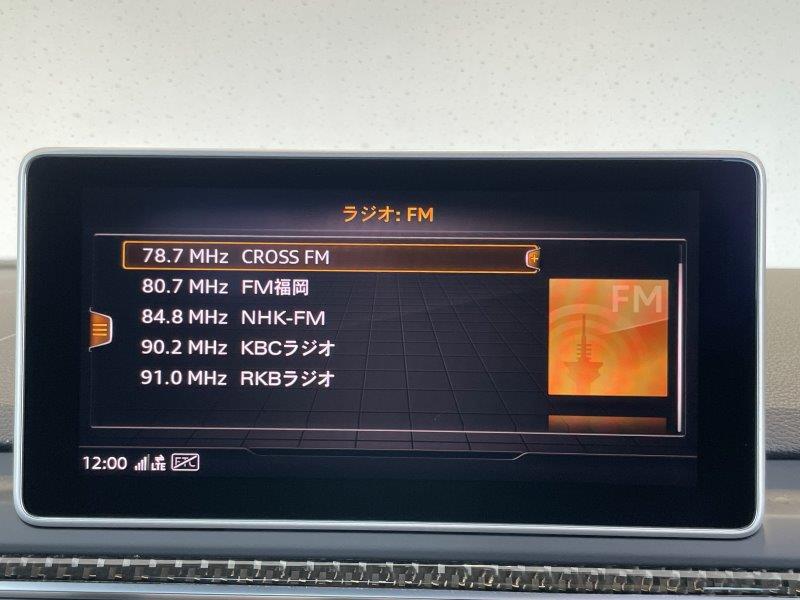 ラジオ: FM
78.7 MHz CROSS FM
80.7 MHz FM福岡
84.8 MHz NHK-FM
90.2 MHz KBCラジオ
91.0 MHz RKBラジオ
FM
12:00 LTE ETC